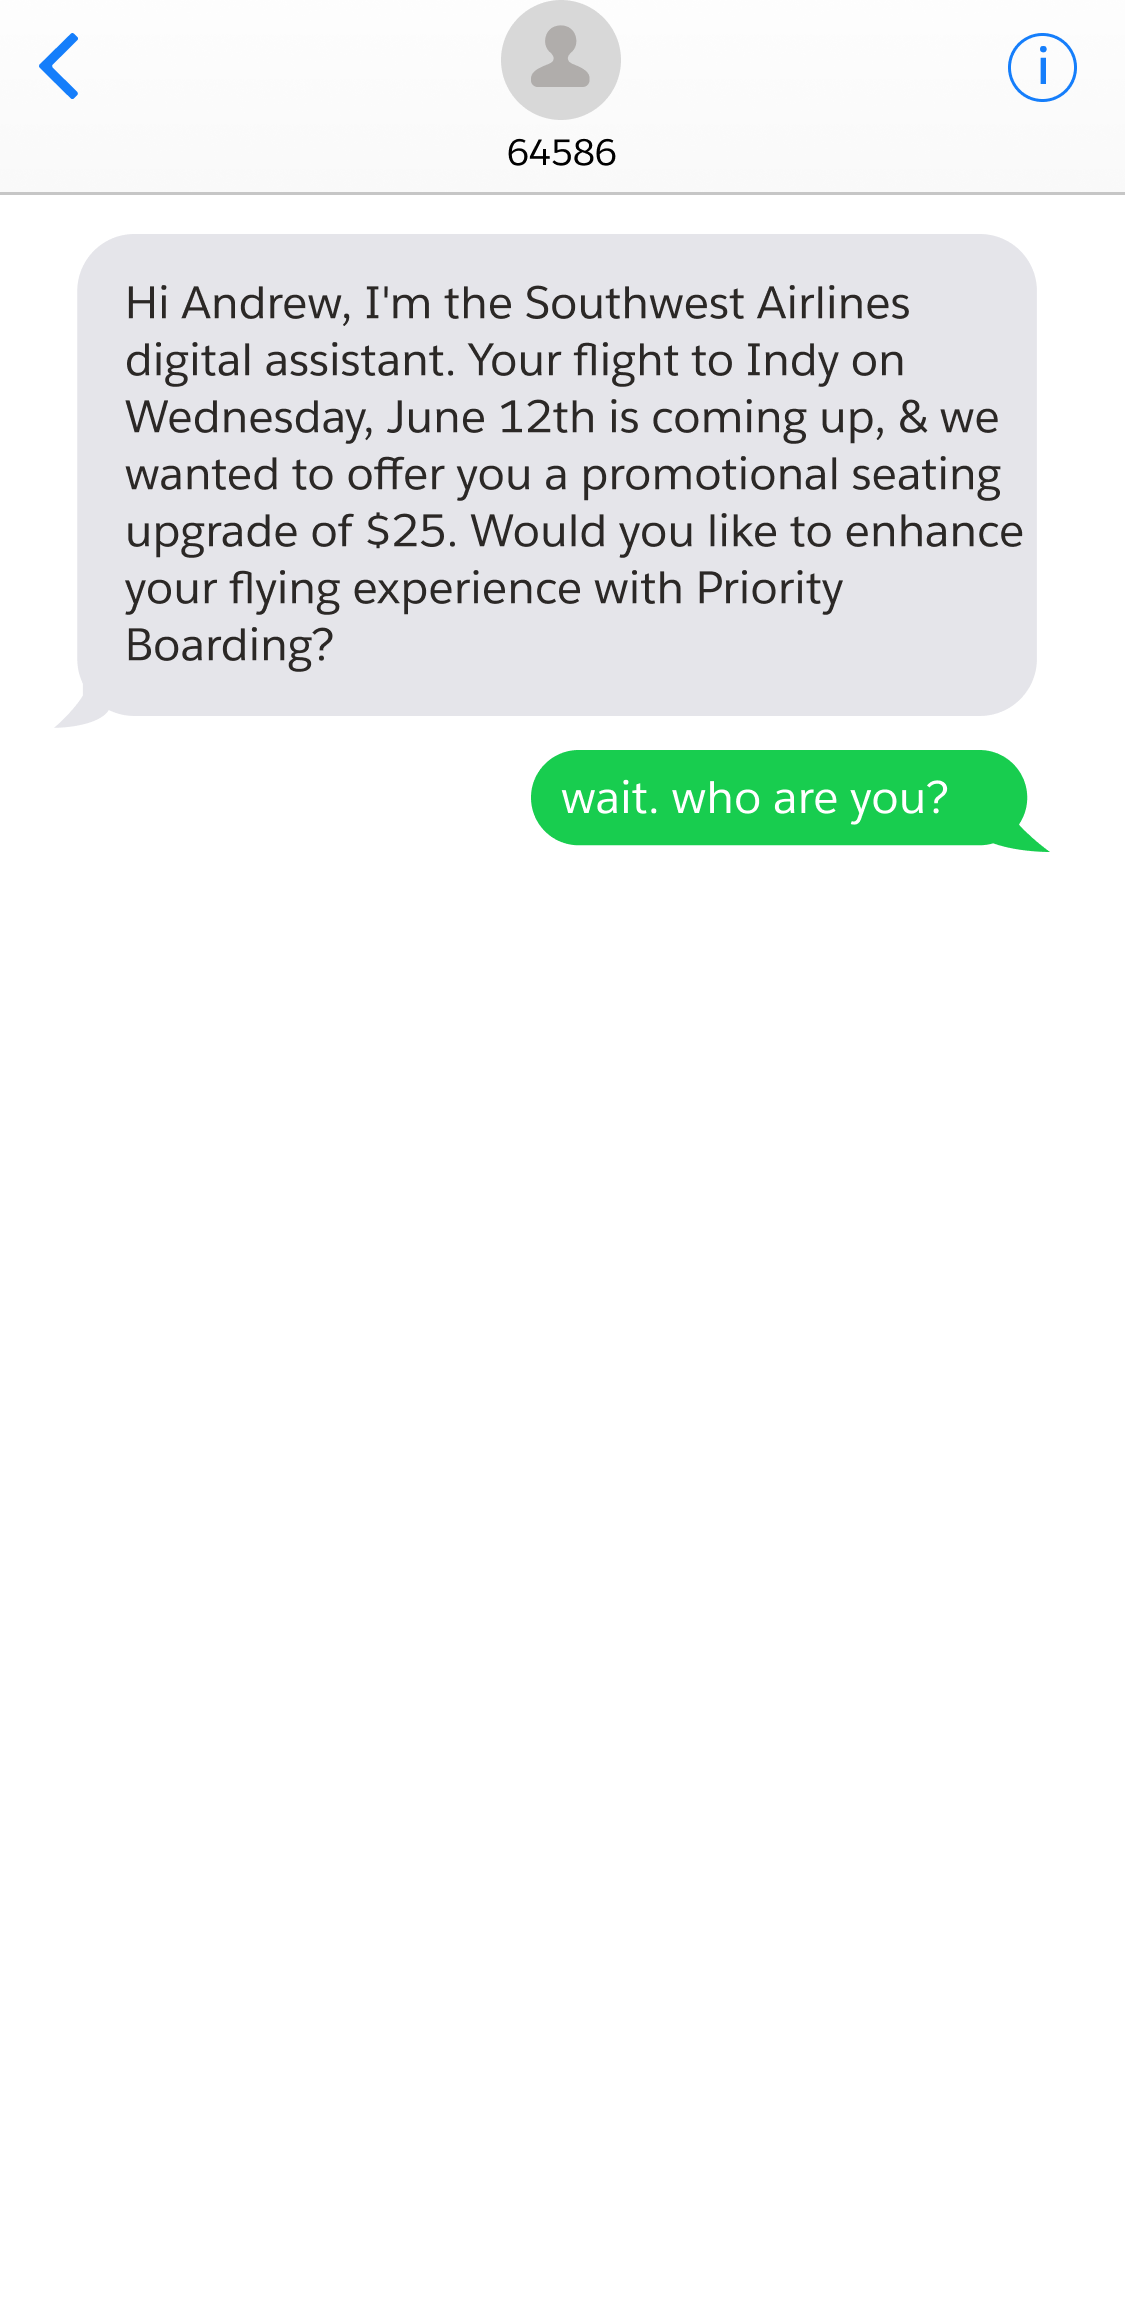 64586
Hi Andrew, I'm the Southwest Airlines
digital assistant. Your flight to Indy on
Wednesday, June 12th is coming up, & we
wanted to offer you a promotional seating
upgrade of $25. Would you like to enhance
your flying experience with Priority
Boarding?
wait. who are you?